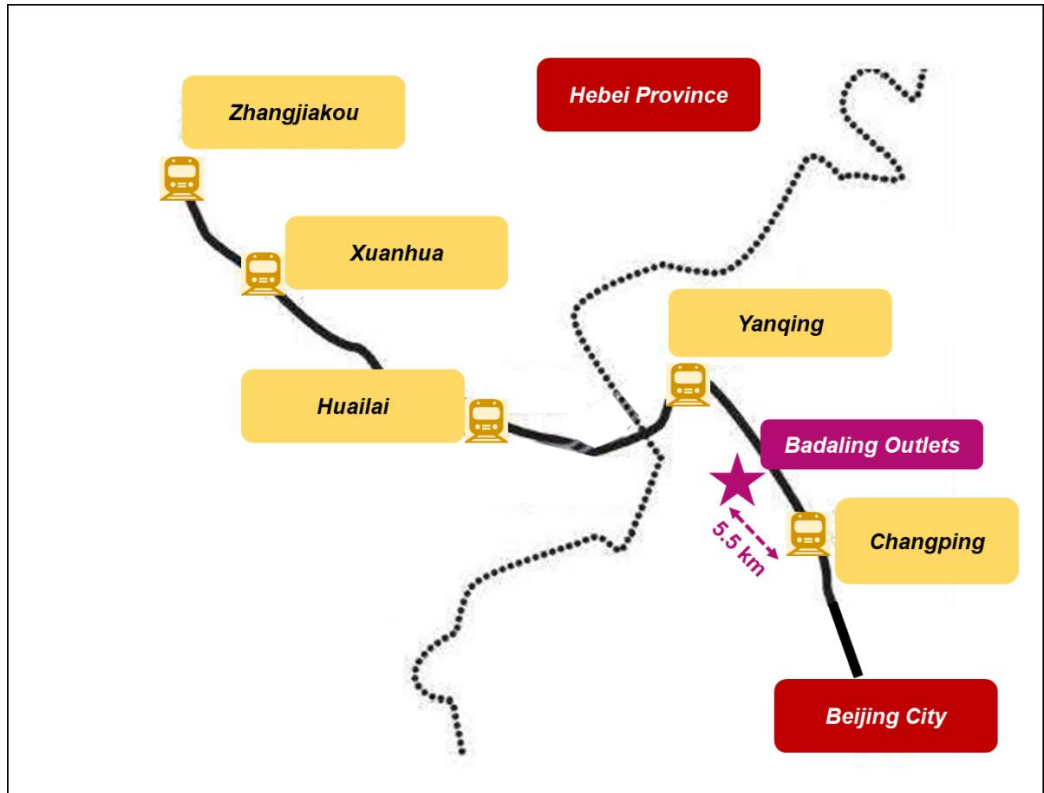 Hebei Province
Zhangjiakou
Xuanhua
Yanqing
Huailai
Badaling Outlets
5.5 km
Changping
Beijing City